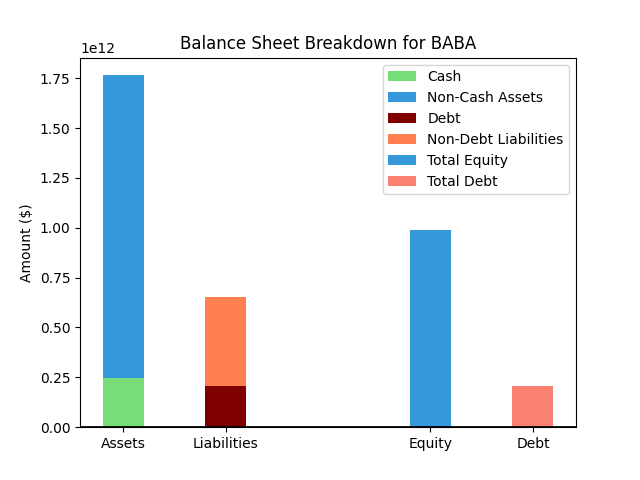 Balance Sheet Breakdown for BABA
1e12
Amount ($)
1.75
1.50
1.25
1.00
0.75
0.50
0.25
0.00
Cash
Non-Cash Assets
Debt
Non-Debt Liabilities
Total Equity
Total Debt
Assets
Liabilities
Equity
Debt